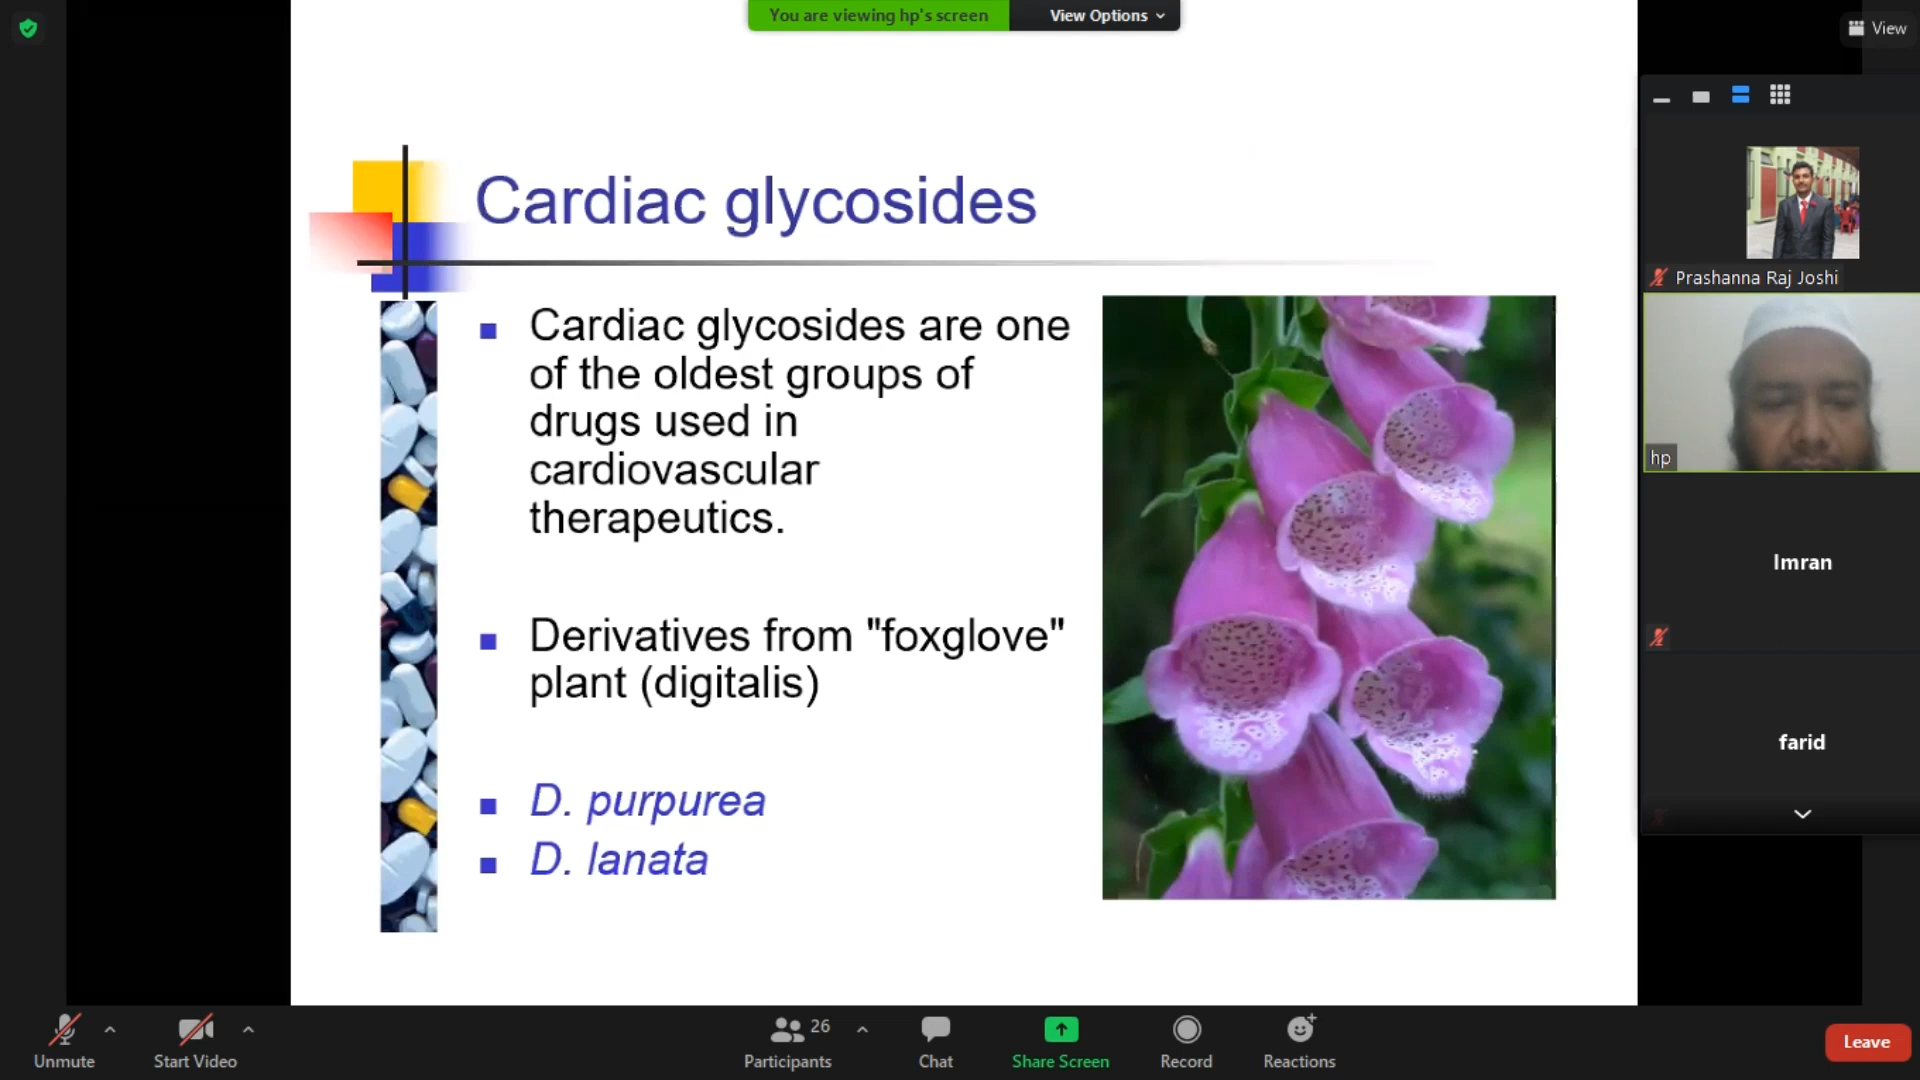 You are viewing hp's screen
View Options
View
Cardiac glycosides
Cardiac glycosides are one
of the oldest groups of
drugs used in
cardiovascular
therapeutics.
Derivatives from "foxglove"
plant (digitalis)
D. purpurea
D. lanata
Prashanna Raj Joshi
hp
Imran
farid
Unmute
Start Video
26
Participants
Chat
Share Screen
Record
Reactions
Leave